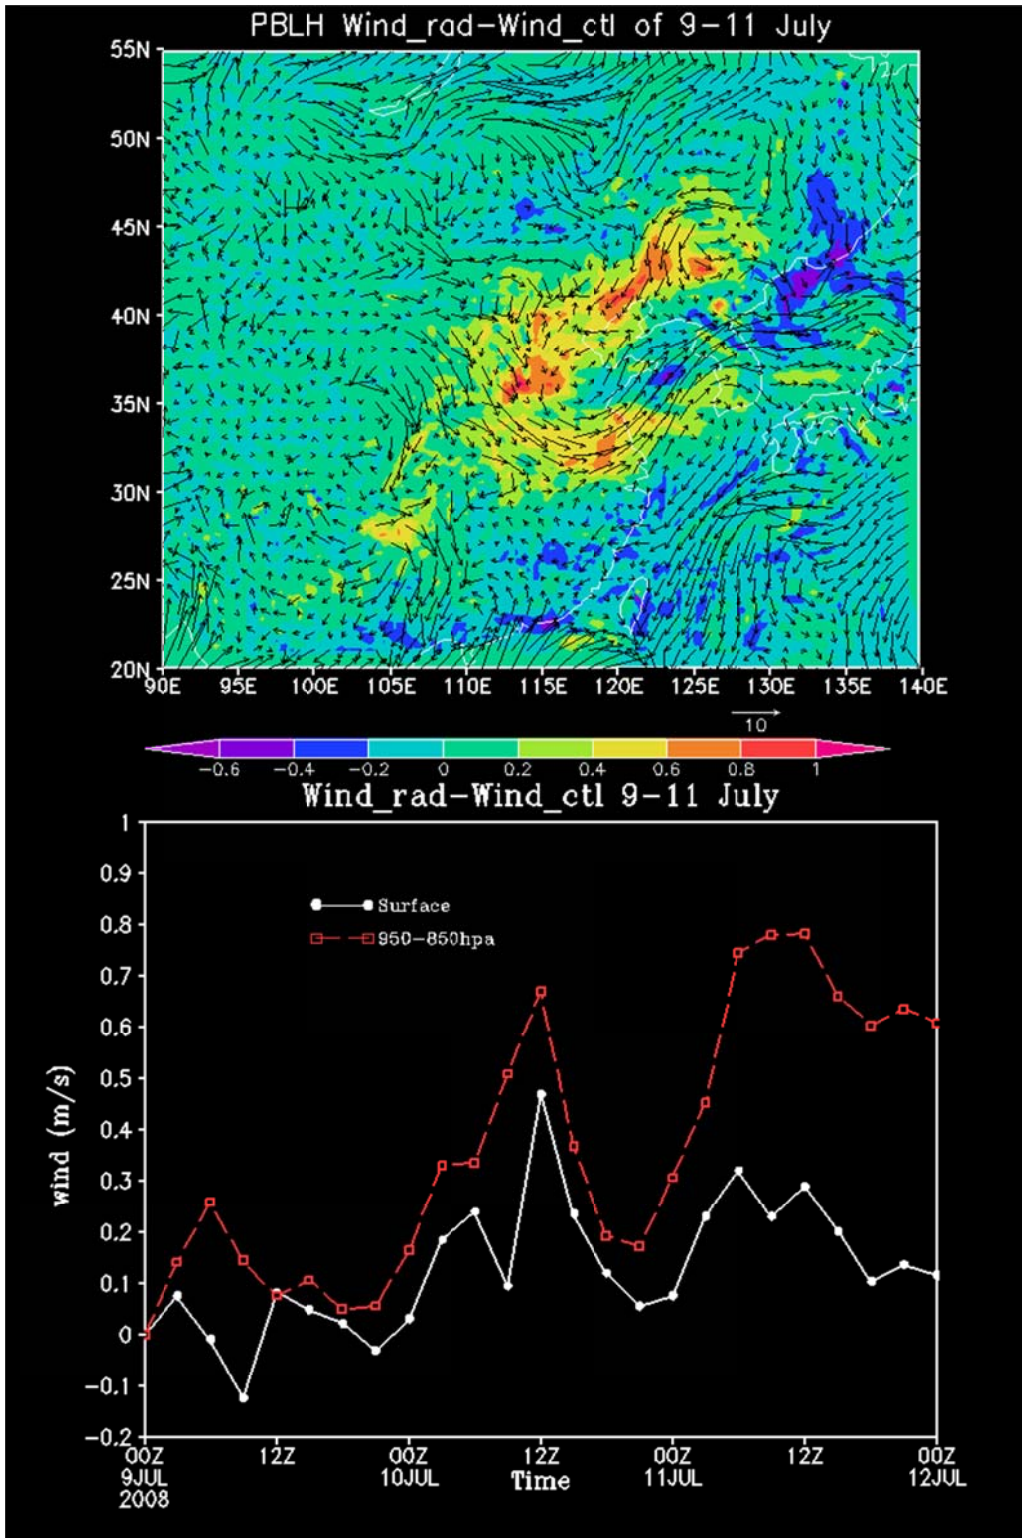 PBLH Wind_rad-Wind_ctl of 9-11 July
55N
50N
45N
40N
35N
30N
25N
20N
90E 95E 100E 105E 110E 115E 120E 125E 130E 135E 140E
10
-0.6 -0.4 -0.2 0 0.2 0.4 0.6 0.8 1
Wind_rad-Wind_ctl 9-11 July
1
0.9
0.8
0.7
0.6
0.5
0.4
0.3
0.2
0.1
0
-0.1
-0.2
wind (m/s)
Surface
950-850hpa
00Z 12Z 00Z 12Z 00Z 12Z 00Z
9JUL 10JUL 11JUL 12JUL
2008
Time